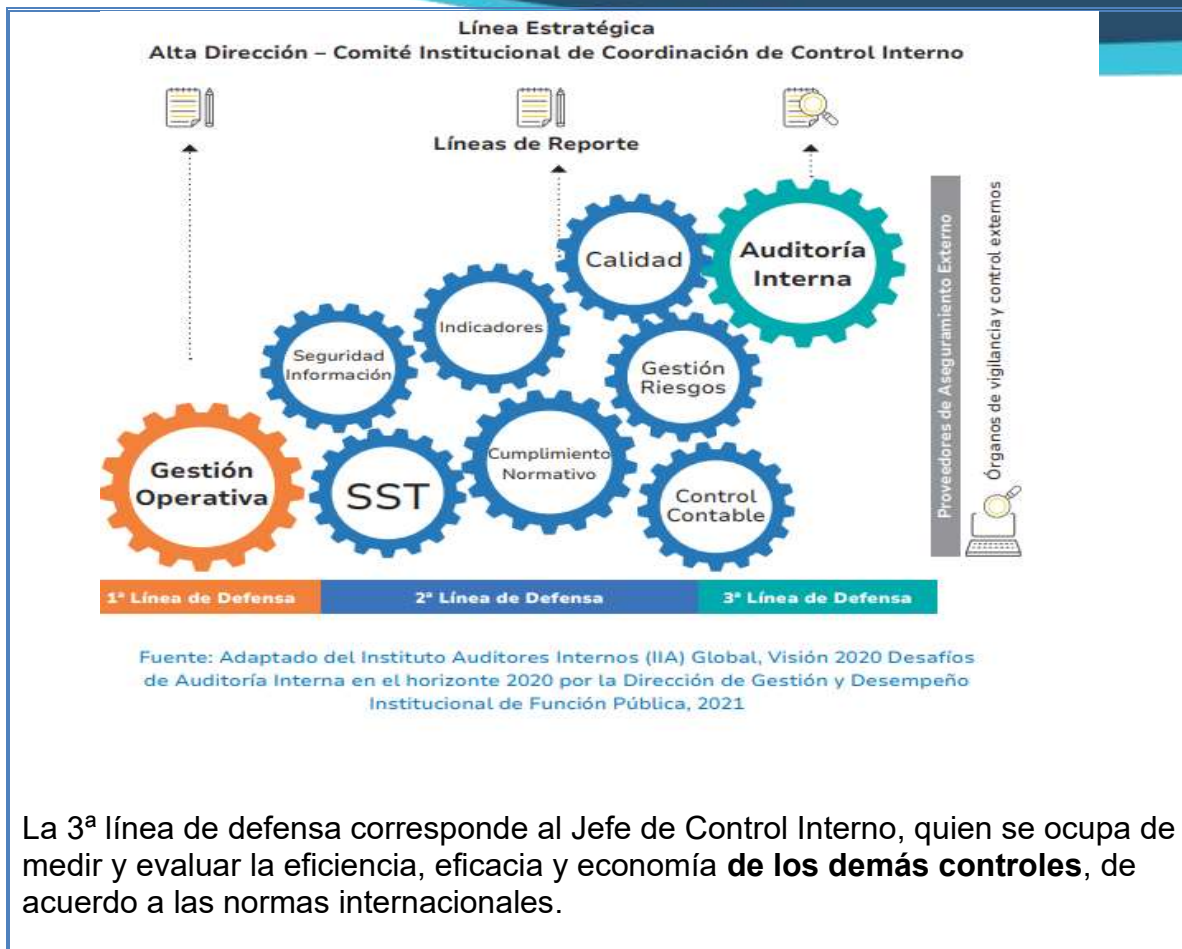 Línea Estratégica
Alta Dirección – Comité Institucional de Coordinación de Control Interno
Líneas de Reporte
Calidad
Auditoría
Interna
Indicadores
Seguridad
Información
Gestión
Riesgos
Gestión
Operativa
SST
Cumplimiento
Normativo
Control
Contable
Proveedores de Aseguramiento Externo
Órganos de vigilancia y control externos
1ª Línea de Defensa
2ª Línea de Defensa
3ª Línea de Defensa
Fuente: Adaptado del Instituto Auditores Internos (IIA) Global, Visión 2020 Desafíos
de Auditoría Interna en el horizonte 2020 por la Dirección de Gestión y Desempeño
Institucional de Función Pública, 2021
La 3ª línea de defensa corresponde al Jefe de Control Interno, quien se ocupa de
medir y evaluar la eficiencia, eficacia y economía de los demás controles, de
acuerdo a las normas internacionales.